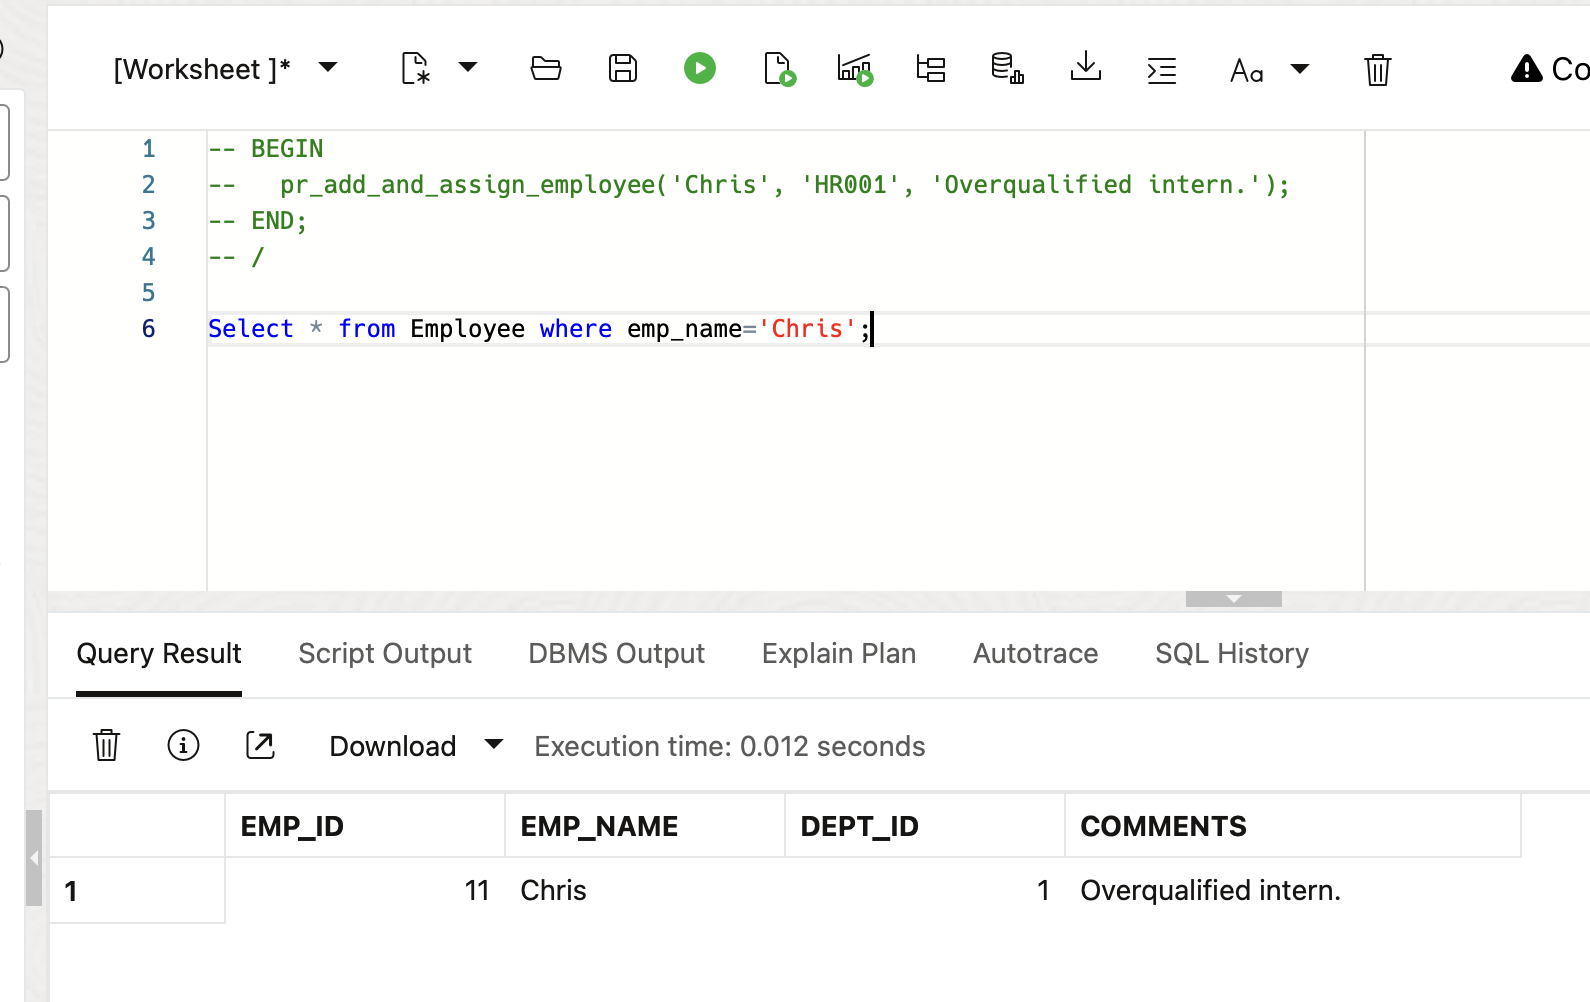 [Worksheet ]*
Aa
Co
1 -- BEGIN
2 --   pr_add_and_assign_employee('Chris', 'HR001', 'Overqualified intern.');
3 -- END;
4 -- /
5
6 Select * from Employee where emp_name='Chris';
Query Result Script Output DBMS Output Explain Plan Autotrace SQL History
Download Execution time: 0.012 seconds
EMP_ID EMP_NAME DEPT_ID COMMENTS
1 11 Chris 1 Overqualified intern.